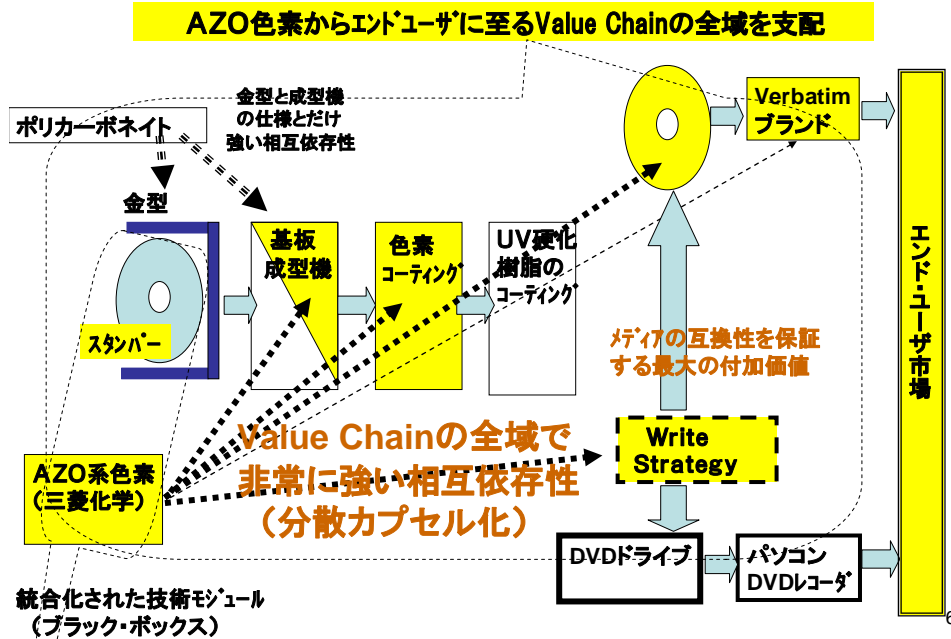 AZO色素からｴﾝﾄﾞﾕｰｻﾞに至るValue Chainの全域を支配
金型と成型機
の仕様とだけ
強い相互依存性
ポリカーボネイト
金型
スタンパー
基板
成型機
色素
コーティング
UV硬化
樹脂の
コーティング
Verbatim
ブランド
エンド・ユーザ市場
ﾒﾃﾞｨｱの互換性を保証
する最大の付加価値
Value Chainの全域で
非常に強い相互依存性
（分散カプセル化）
Write
Strategy
AZO系色素
（三菱化学）
DVDドライブ
パソコン
DVDﾚｺｰﾀﾞ
統合化された技術ﾓｼﾞｭｰﾙ
（ブラック・ボックス）